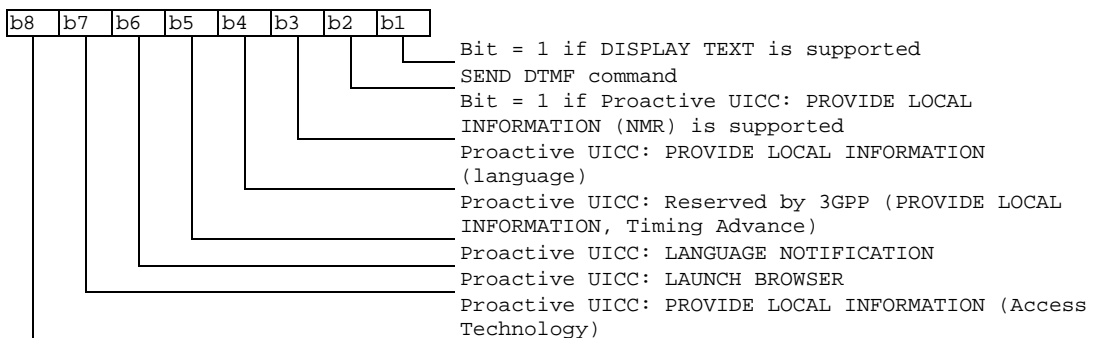 b8 b7 b6 b5 b4 b3 b2 b1
Bit = 1 if DISPLAY TEXT is supported
SEND DTMF command
Bit = 1 if Proactive UICC: PROVIDE LOCAL
INFORMATION (NMR) is supported
Proactive UICC: PROVIDE LOCAL INFORMATION
(language)
Proactive UICC: Reserved by 3GPP (PROVIDE LOCAL
INFORMATION, Timing Advance)
Proactive UICC: LANGUAGE NOTIFICATION
Proactive UICC: LAUNCH BROWSER
Proactive UICC: PROVIDE LOCAL INFORMATION (Access
Technology)